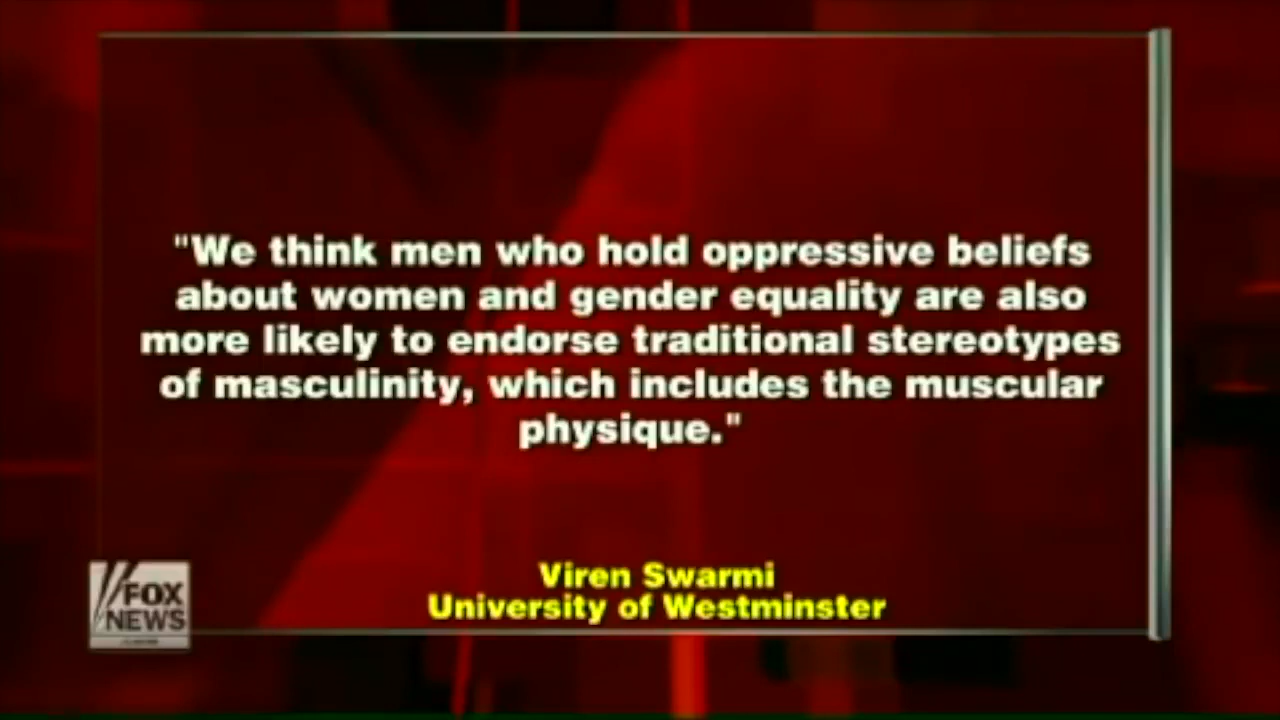 "We think men who hold oppressive beliefs
about women and gender equality are also
more likely to endorse traditional stereotypes
of masculinity, which includes the muscular
physique."
Viren Swarmi
University of Westminster
FOX
NEWS